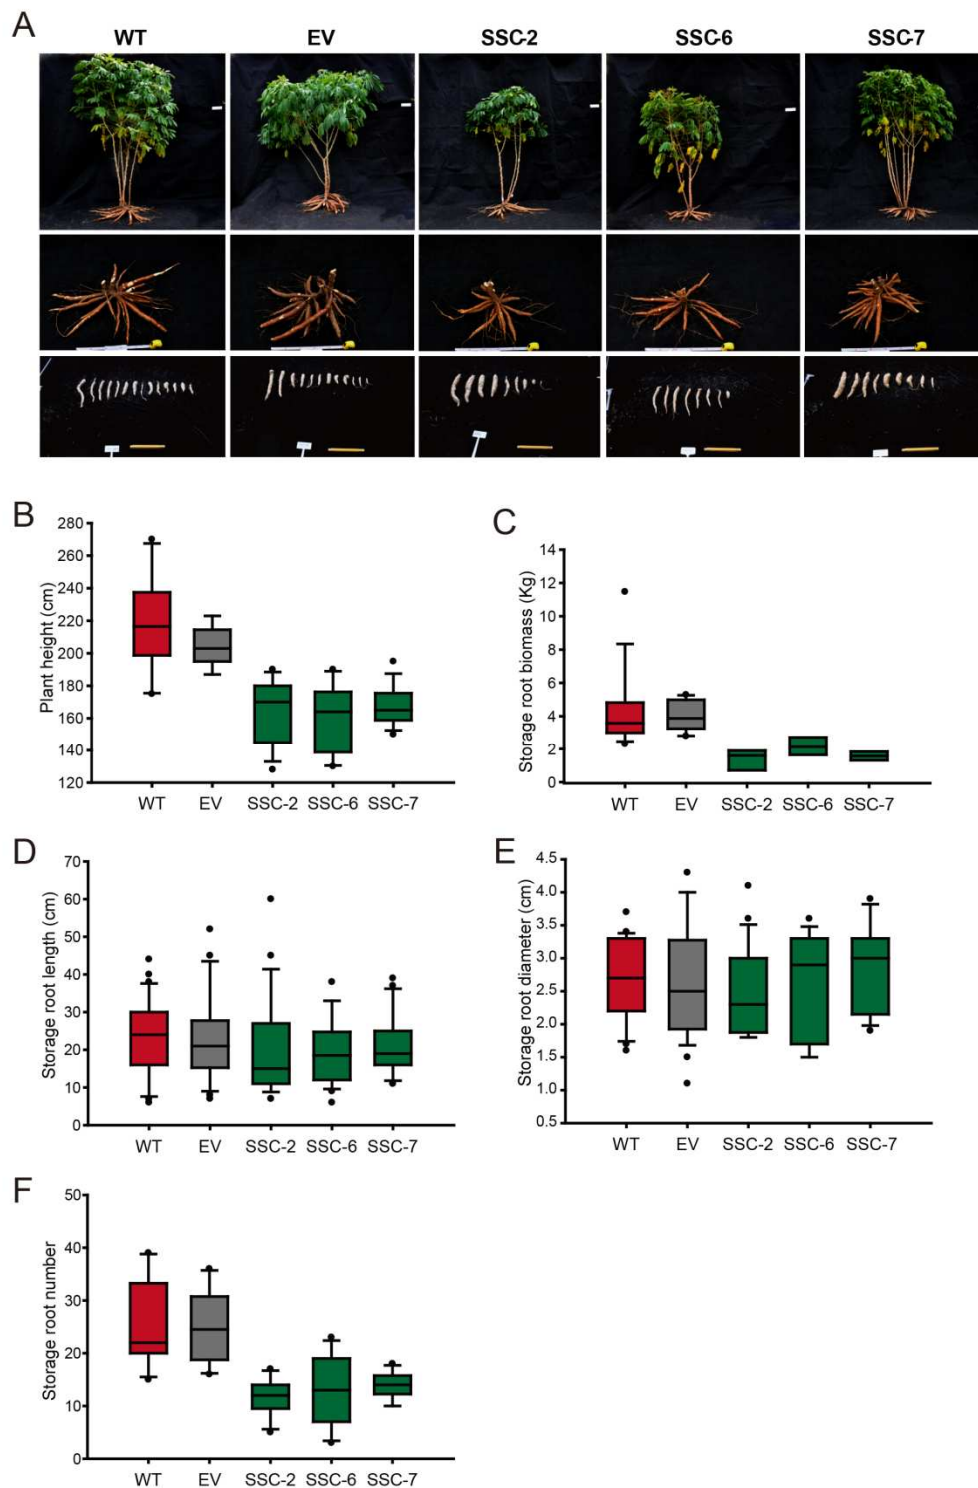 A
WT EV SSC-2 SSC-6 SSC-7
B
Plant height (cm)
280
260
240
220
200
180
160
140
120
WT EV SSC-2 SSC-6 SSC-7
C
Storage root biomass (Kg)
14
12
10
8
6
4
2
0
WT EV SSC-2 SSC-6 SSC-7
D
Storage root length (cm)
70
60
50
40
30
20
10
0
WT EV SSC-2 SSC-6 SSC-7
E
Storage root diameter (cm)
4.5
4.0
3.5
3.0
2.5
2.0
1.5
0.5
WT EV SSC-2 SSC-6 SSC-7
F
Storage root number
50
40
30
20
10
0
WT EV SSC-2 SSC-6 SSC-7